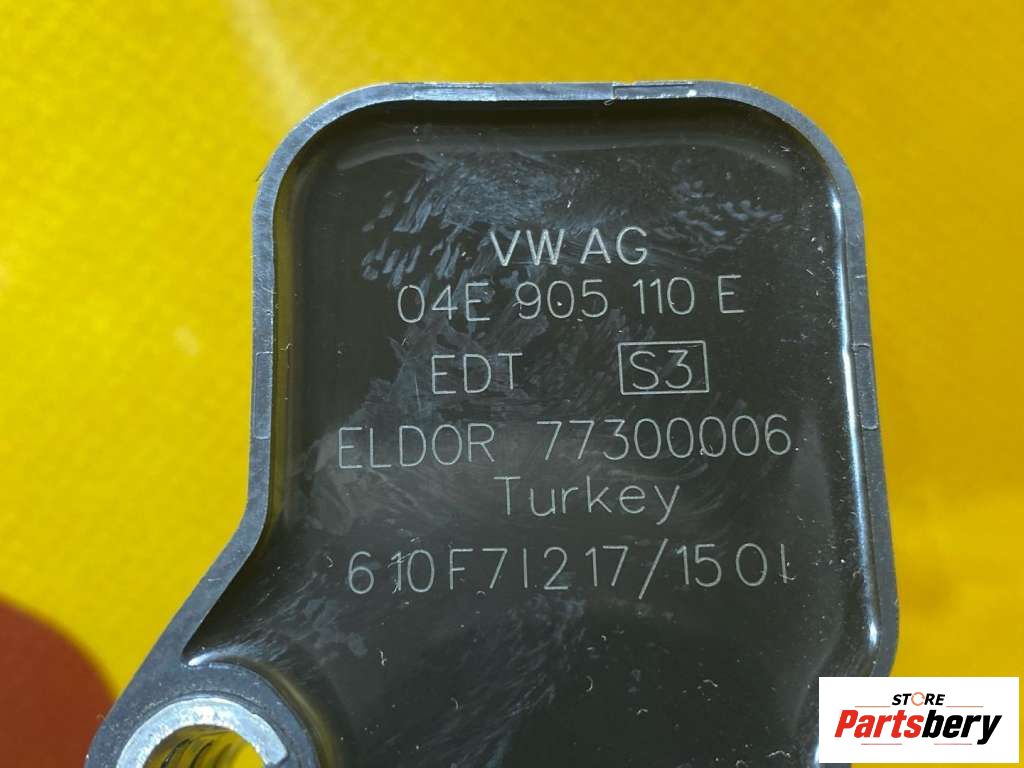 VW AG
04E 905 110 E
EDT S3
ELDOR 77300006
Turkey
610F71217/1501
STORE
Partsbery